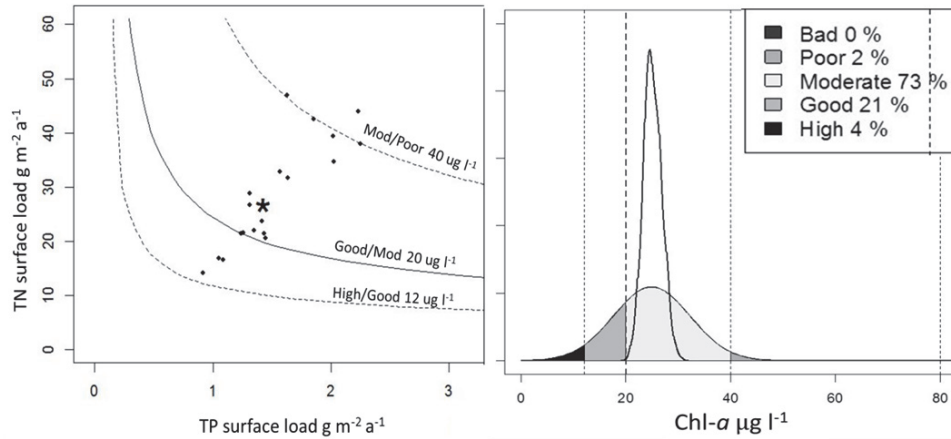 60
50
40
30
20
10
0
TN surface load g m⁻² a⁻¹
Mod/Poor 40 ug l⁻¹
Good/Mod 20 ug l⁻¹
High/Good 12 ug l⁻¹
0 1 2 3
TP surface load g m⁻² a⁻¹
Bad 0 %
Poor 2 %
Moderate 73 %
Good 21 %
High 4 %
0 20 40 60 80
Chl-a µg l⁻¹